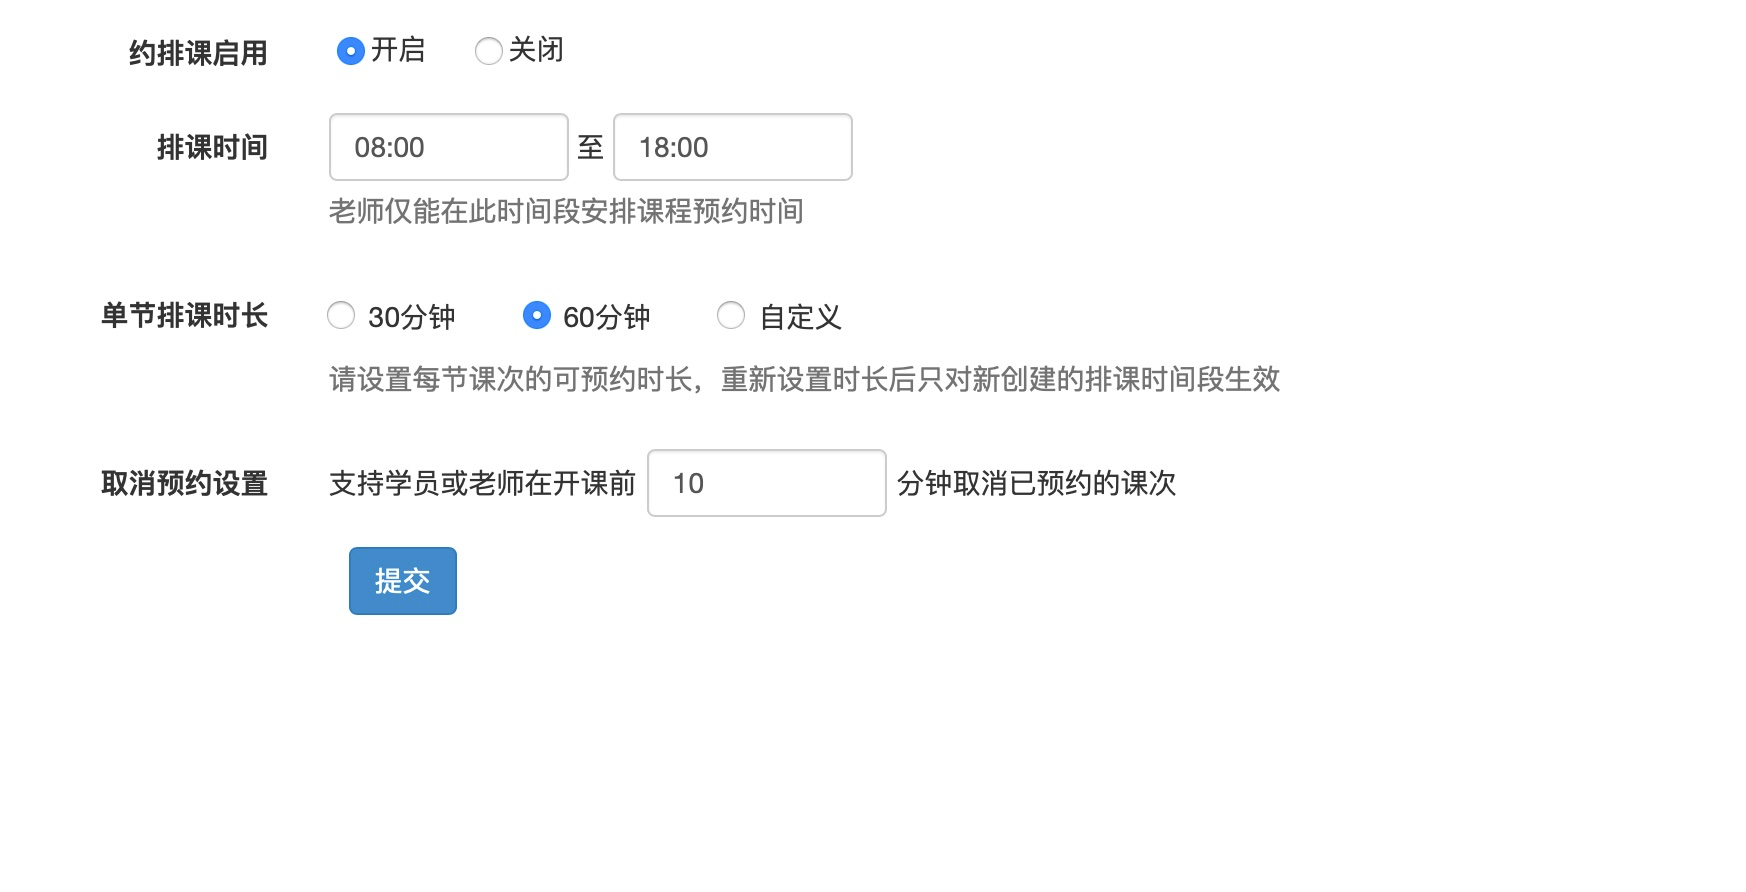 约排课启用 开启 关闭
排课时间 08:00 至 18:00
老师仅能在此时间段安排课程预约时间
单节排课时长 30分钟 60分钟 自定义
请设置每节课次的可预约时长，重新设置时长后只对新创建的排课时间段生效
取消预约设置 支持学员或老师在开课前 10 分钟取消已预约的课次
提交